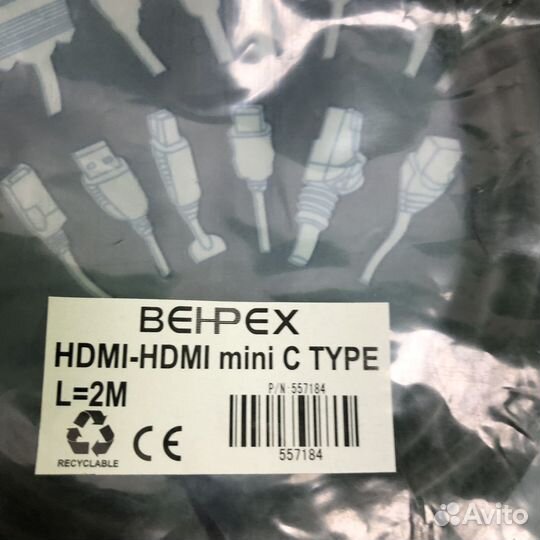 BEHPEX
HDMI-HDMI mini C TYPE
L=2M
P/N:557184
RECYCLABLE
CE
557184
Avito